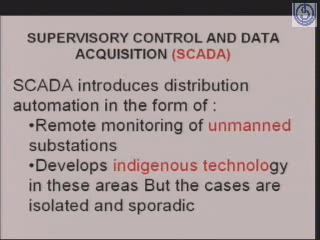 SUPERVISORY CONTROL AND DATA
ACQUISITION (SCADA)
SCADA introduces distribution
automation in the form of :
•Remote monitoring of unmanned
substations
•Develops indigenous technology
in these areas But the cases are
isolated and sporadic